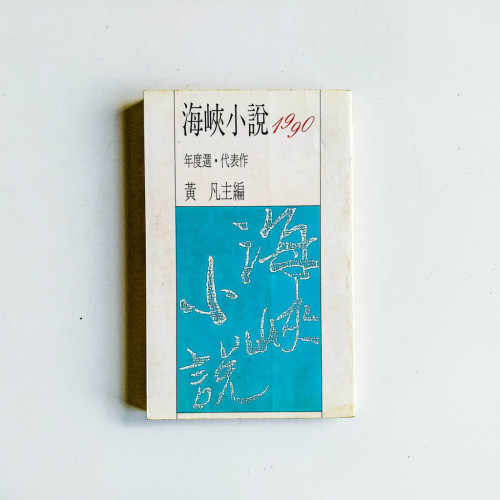 海峽小說1990
年度選・代表作
黃 凡主編
海峽
小說